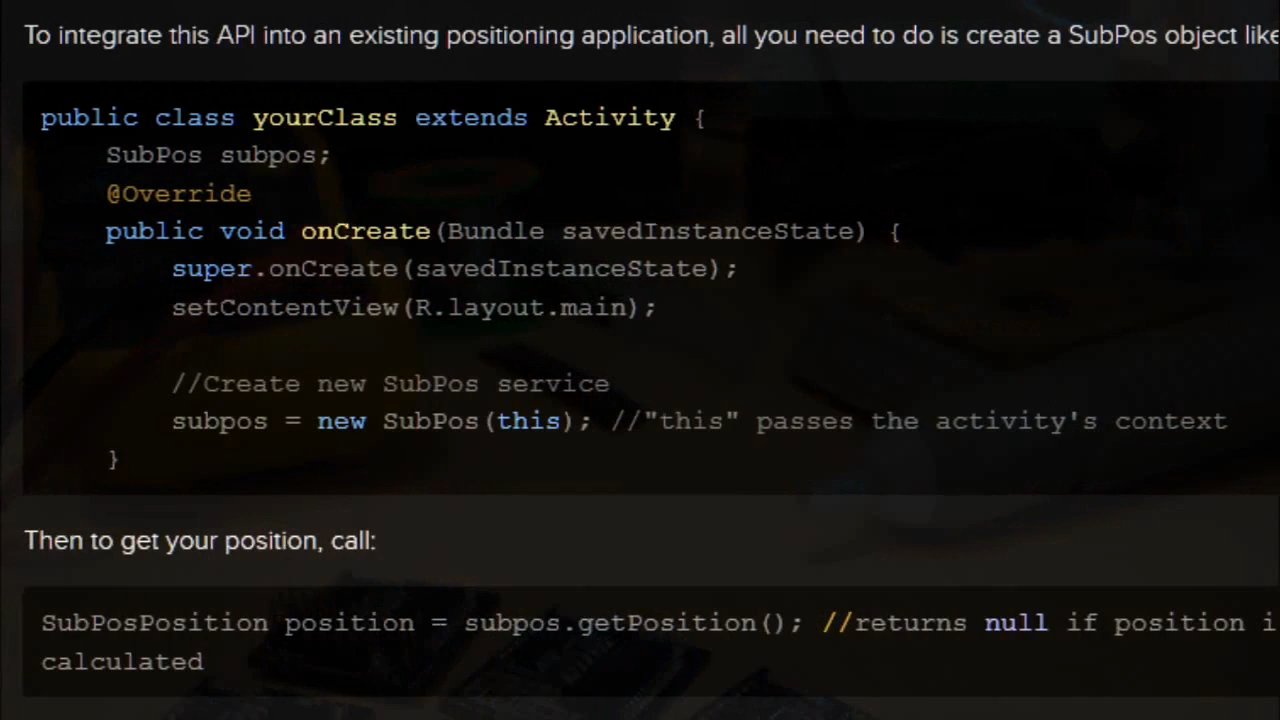 To integrate this API into an existing positioning application, all you need to do is create a SubPos object like
public class yourClass extends Activity {
SubPos subpos;
@Override
public void onCreate(Bundle savedInstanceState) {
super.onCreate(savedInstanceState);
setContentView(R.layout.main);
//Create new SubPos service
subpos = new SubPos(this); //"this" passes the activity's context
}
Then to get your position, call:
SubPosPosition position = subpos.getPosition(); //returns null if position
calculated